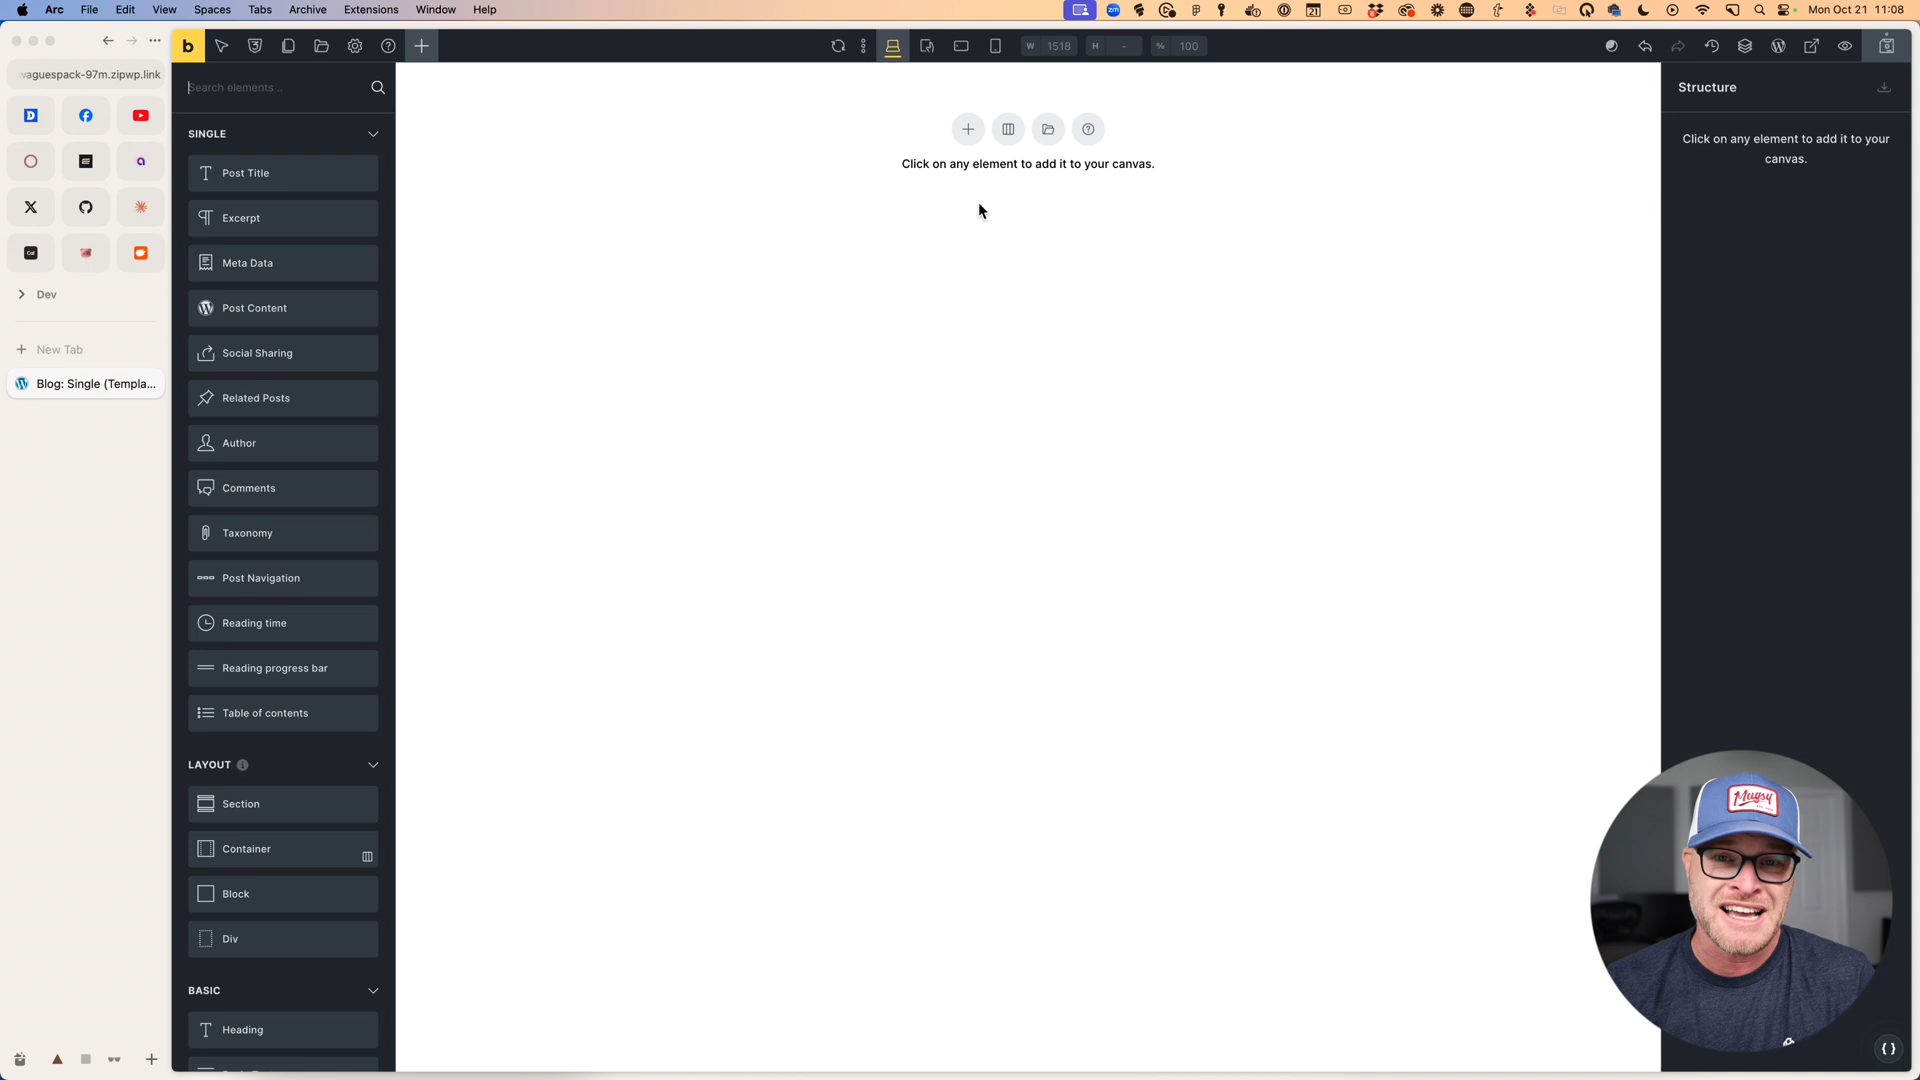 Arc File Edit View Spaces Tabs Archive Extensions Window Help
zm
21
Mon Oct 21 11:08
b
W 1518 H - % 100
vaguespack-97m.zipwp.link
Search elements ..
Structure
Click on any element to add it to your
canvas.
Click on any element to add it to your canvas.
SINGLE
Post Title
Excerpt
Meta Data
Post Content
Social Sharing
Related Posts
Author
Comments
Taxonomy
Post Navigation
Reading time
Reading progress bar
Table of contents
LAYOUT
Section
Container
Block
Div
BASIC
Heading
Cal
Dev
New Tab
Blog: Single (Templa...
Mugsy
{ }